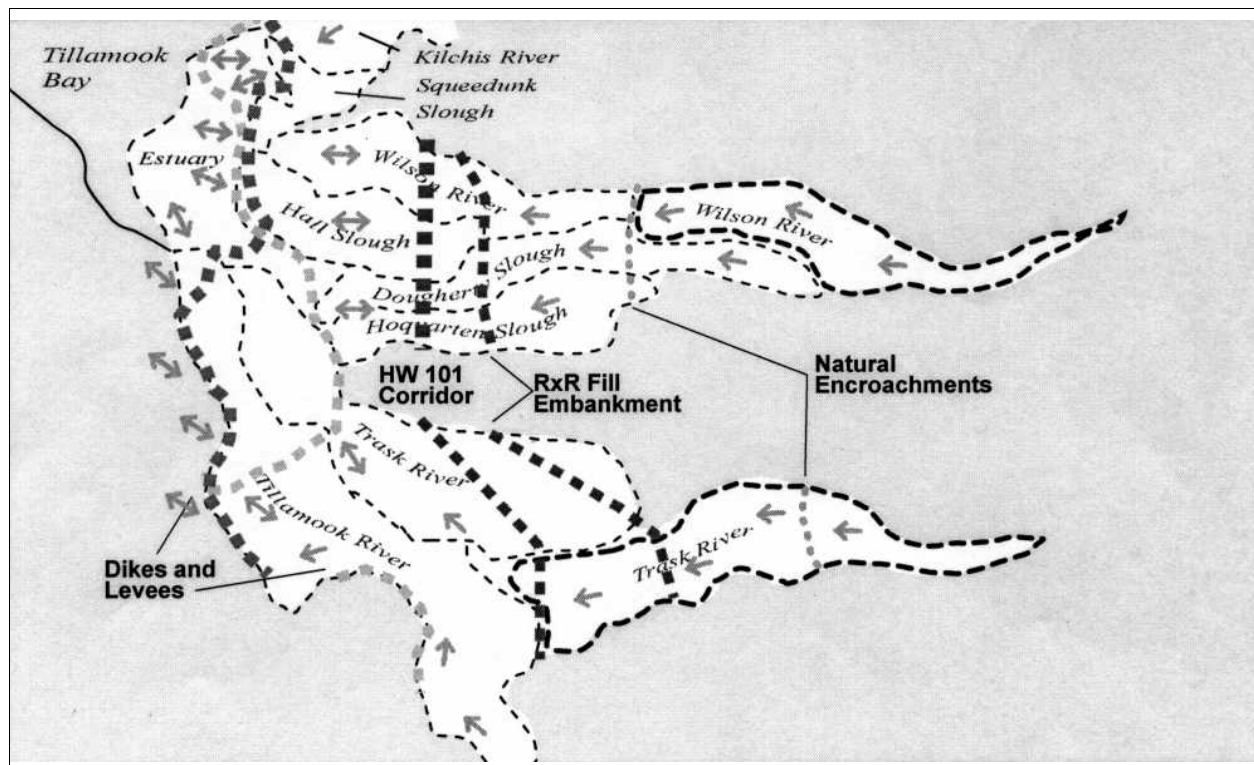 Tillamook
Bay
Kilchis River
Squeedunk
Slough
Estuary
Wilson River
Wilson River
Hall Slough
Dougherty Slough
Hoquarten Slough
HW 101
Corridor
RxR Fill
Embankment
Natural
Encroachments
Trask River
Tillamook River
Trask River
Dikes and
Levees